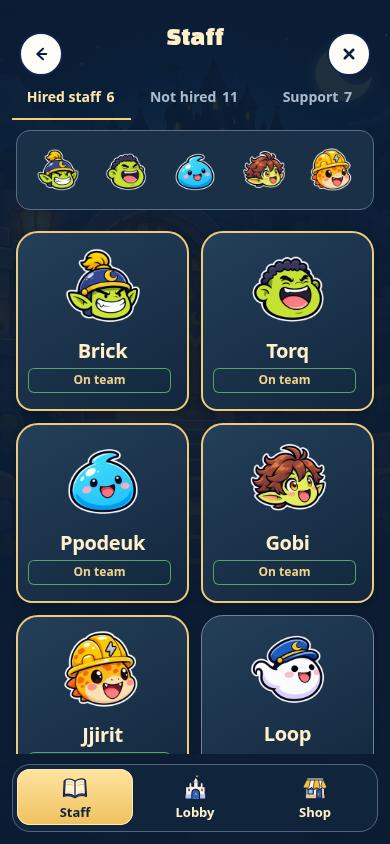 Staff
Hired staff 6 Not hired 11 Support 7
Brick Torq
On team On team
Ppodeuk Gobi
On team On team
Jjirit Loop
Staff Lobby Shop